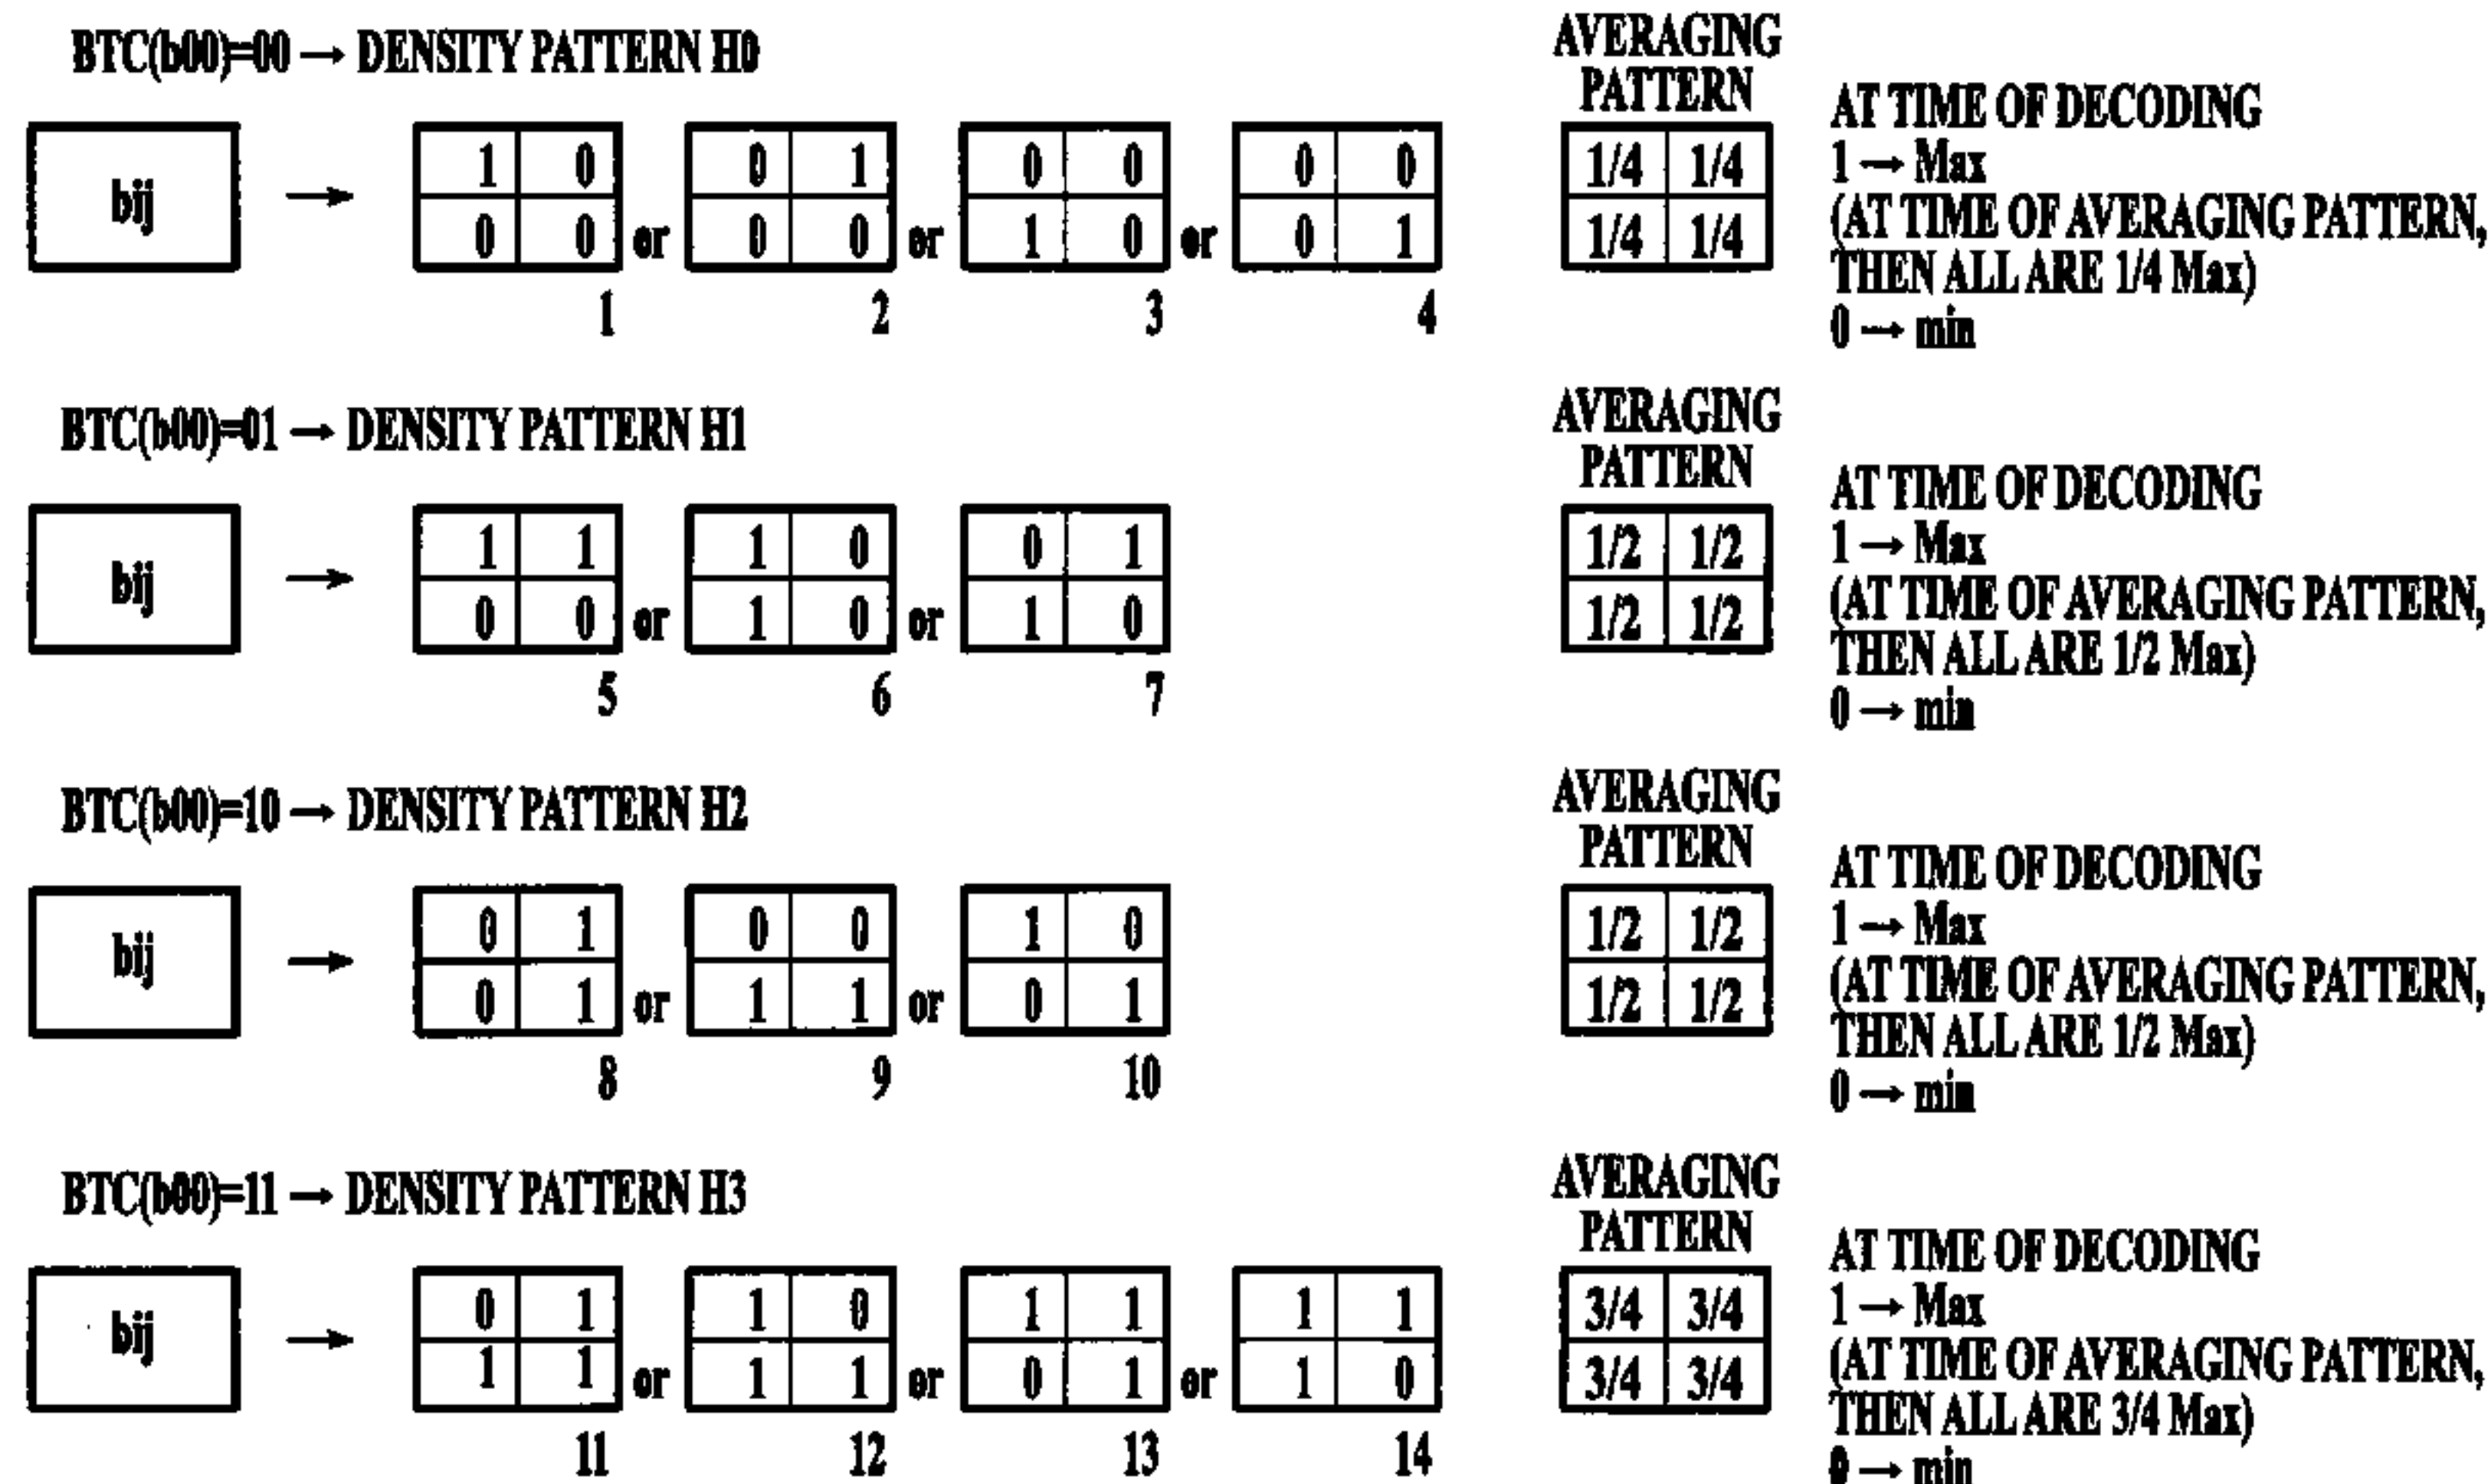 BTC(b00)=00 → DENSITY PATTERN H0
AVERAGING
PATTERN
bij → 1 0 0 1 0 0 0 0 1/4 1/4
0 0 or 0 0 or 1 0 or 0 1 1/4 1/4
1 2 3 4
AT TIME OF DECODING
1 → Max
(AT TIME OF AVERAGING PATTERN,
THEN ALL ARE 1/4 Max)
0 → min
BTC(b00)=01 → DENSITY PATTERN H1
AVERAGING
PATTERN
bij → 1 1 1 0 0 1 1/2 1/2
0 0 or 1 0 or 1 0 1/2 1/2
5 6 7
AT TIME OF DECODING
1 → Max
(AT TIME OF AVERAGING PATTERN,
THEN ALL ARE 1/2 Max)
0 → min
BTC(b00)=10 → DENSITY PATTERN H2
AVERAGING
PATTERN
bij → 0 1 0 0 1 0 1/2 1/2
0 1 or 1 1 or 0 1 1/2 1/2
8 9 10
AT TIME OF DECODING
1 → Max
(AT TIME OF AVERAGING PATTERN,
THEN ALL ARE 1/2 Max)
0 → min
BTC(b00)=11 → DENSITY PATTERN H3
AVERAGING
PATTERN
bij → 0 1 1 0 1 1 1 1 3/4 3/4
1 1 or 1 1 or 0 1 or 1 0 3/4 3/4
11 12 13 14
AT TIME OF DECODING
1 → Max
(AT TIME OF AVERAGING PATTERN,
THEN ALL ARE 3/4 Max)
0 → min